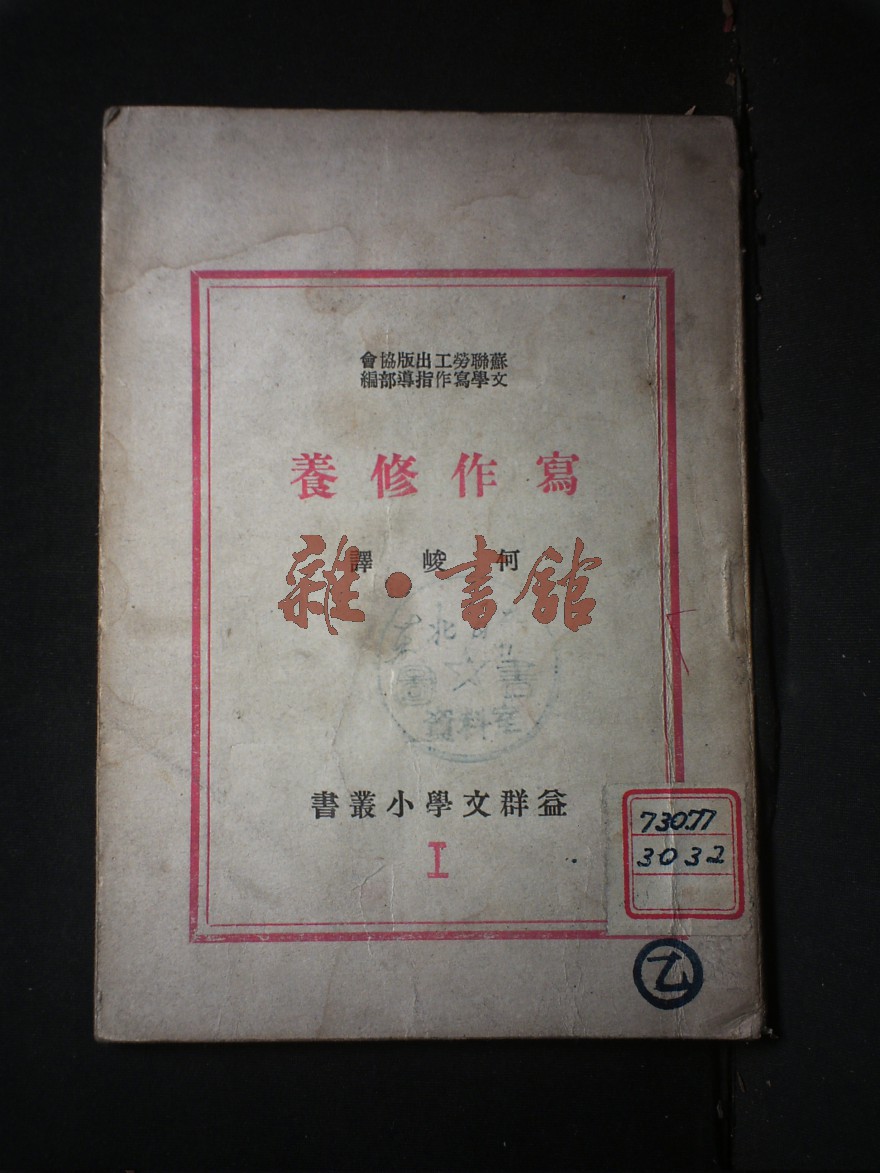 蘇聯勞工出版協會
文學寫作指導部編
寫作修養
何峻譯
雜·書館
資料室
益群文學小叢書
I
730.77
3032
乙